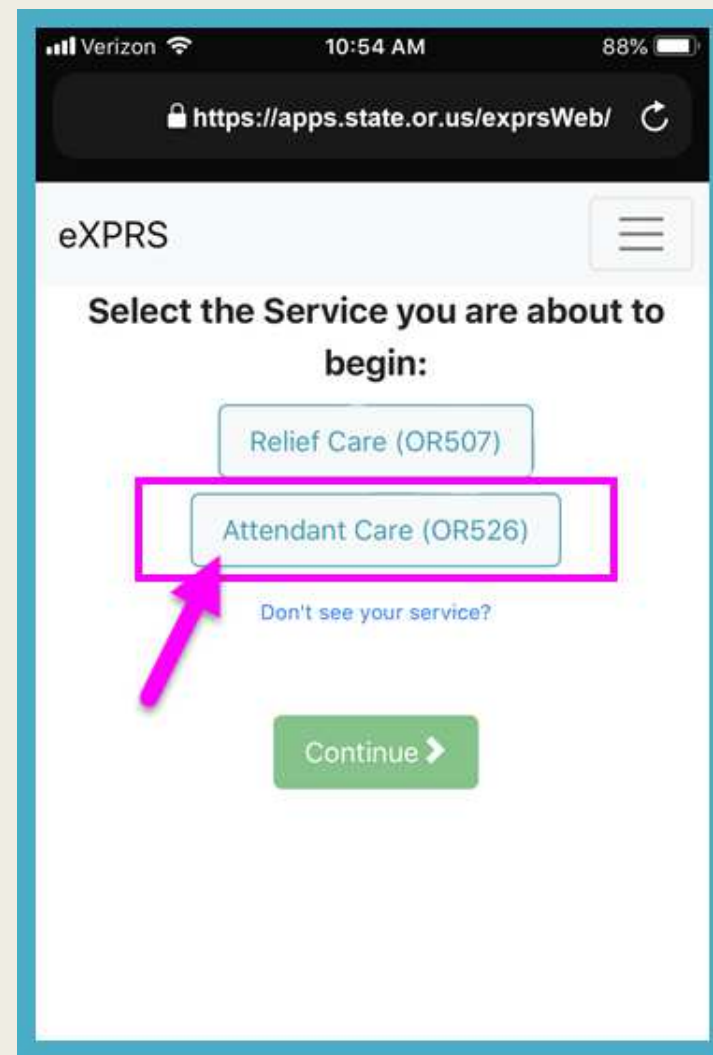 Verizon 10:54 AM 88%
https://apps.state.or.us/exprsWeb/
eXPRS
Select the Service you are about to
begin:
Relief Care (OR507)
Attendant Care (OR526)
Don't see your service?
Continue